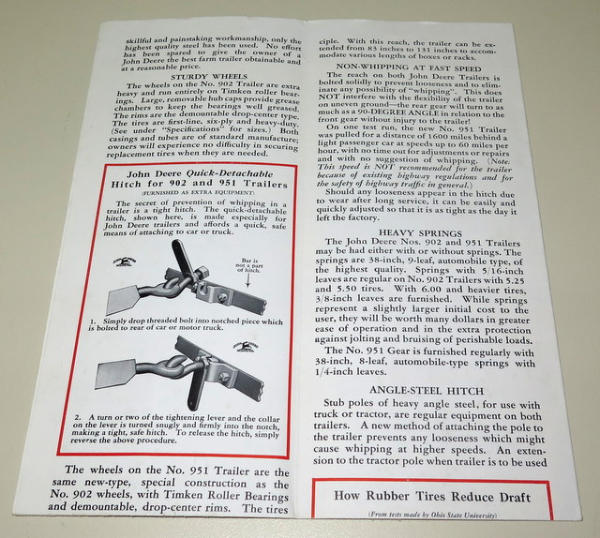 skillful and painstaking workmanship, only the
highest quality steel has been used. No effort
has been spared to give the owner of a
John Deere the best farm trailer obtainable and
at a reasonable price.
STURDY WHEELS
The wheels on the No. 902 Trailer are extra
heavy and run entirely on Timken roller bear-
ings. Large, removable hub caps provide grease
chambers to keep the bearings well greased.
The rims are the demountable drop-center type.
The tires are first-line, six-ply and heavy-duty.
(See under "Specifications" for sizes.) Both
casings and tubes are of standard manufacture;
owners will experience no difficulty in securing
replacement tires when they are needed.
John Deere Quick-Detachable
Hitch for 902 and 951 Trailers
(FURNISHED AS EXTRA EQUIPMENT)
The secret of prevention of whipping in a
trailer is a tight hitch. The quick-detachable
hitch, shown here, is made especially for
John Deere trailers and affords a quick, safe
means of attaching to car or truck.
Bar is
not a part
of hitch.
1. Simply drop threaded bolt into notched piece which
is bolted to rear of car or motor truck.
2. A turn or two of the tightening lever and the collar
on the lever is turned snugly and firmly into the notch,
making a tight, safe hitch. To release the hitch, simply
reverse the above procedure.
The wheels on the No. 951 Trailer are the
same new-type, special construction as the
No. 902 wheels, with Timken Roller Bearings
and demountable, drop-center rims. The tires
ciple. With this reach, the trailer can be ex-
tended from 83 inches to 131 inches to accom-
modate various lengths of boxes or racks.
NON-WHIPPING AT FAST SPEED
The reach on both John Deere Trailers is
bolted solidly to prevent looseness and to elim-
inate any possibility of "whipping". This does
NOT interfere with the flexibility of the trailer
on uneven ground—the rear gear will turn to as
much as a 90-DEGREE ANGLE in relation to the
front gear without injury to the trailer!
On one test run, the new No. 951 Trailer
was pulled for a distance of 1600 miles behind a
light passenger car at speeds up to 60 miles per
hour, with no time out for adjustments or repairs
and with no suggestion of whipping. (Note:
This speed is NOT recommended for the trailer
because of existing highway regulations and for
the safety of highway traffic in general.)
Should any looseness appear in the hitch due
to wear after long service, it can be easily and
quickly adjusted so that it is as tight as the day it
left the factory.
HEAVY SPRINGS
The John Deere Nos. 902 and 951 Trailers
may be had either with or without springs. The
springs are 38-inch, 9-leaf, automobile type, of
the highest quality. Springs with 5/16-inch
leaves are regular on No. 902 Trailers with 5.25
and 5.50 tires. With 6.00 and heavier tires,
3/8-inch leaves are furnished. While springs
represent a slightly larger initial cost to the
user, they will be worth many dollars in greater
ease of operation and in the extra protection
against jolting and bruising of perishable loads.
The No. 951 Gear is furnished regularly with
38-inch, 8-leaf, automobile-type springs with
1/4-inch leaves.
ANGLE-STEEL HITCH
Stub poles of heavy angle steel, for use with
truck or tractor, are regular equipment on both
trailers. A new method of attaching the pole to
the trailer prevents any looseness which might
cause whipping at higher speeds. An exten-
sion to the tractor pole when trailer is to be used
How Rubber Tires Reduce Draft
(From tests made by Ohio State University)